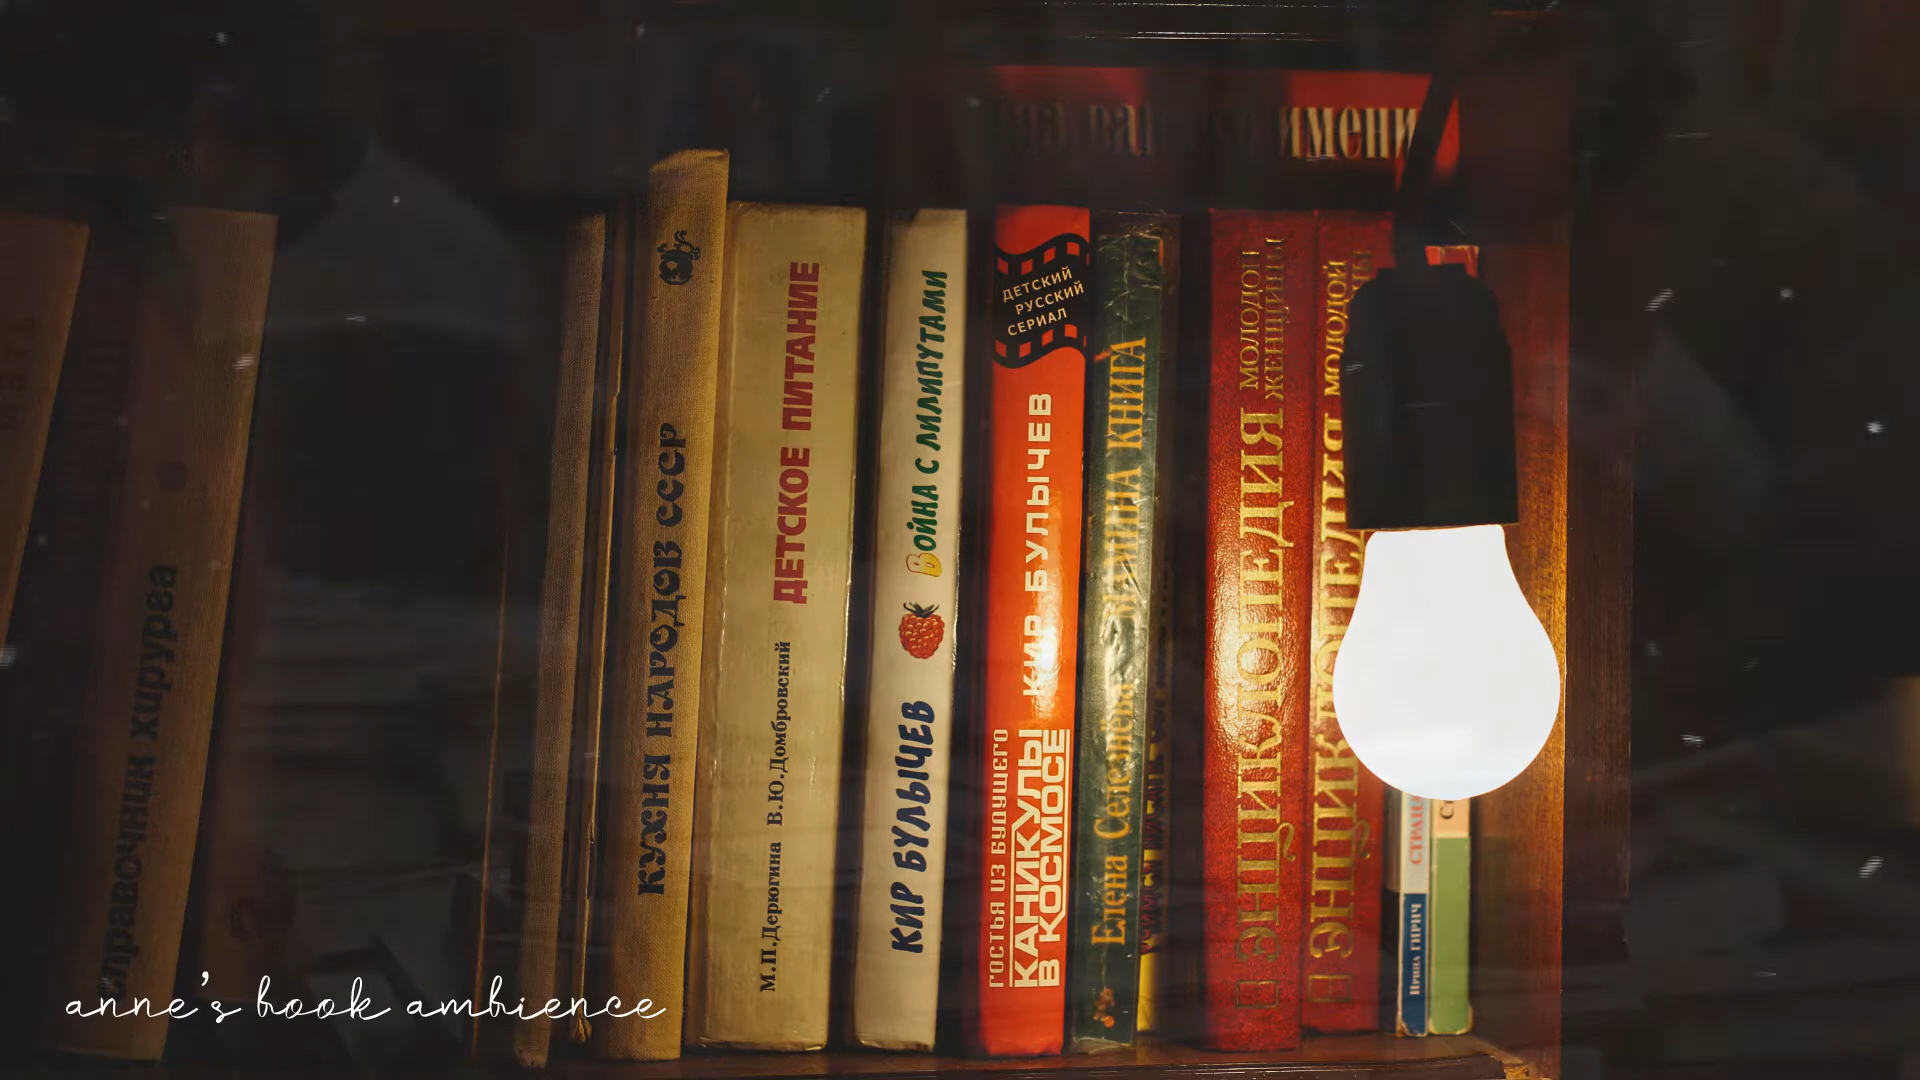 имени
справочник хирурга
КУХНЯ НАРОДОВ СССР
ДЕТСКОЕ ПИТАНИЕ
М.П.Дерюгина В.Ю.Домбровский
ВОЙНА С ЛИЛИПУТАМИ
КИР БУЛЫЧЕВ
ДЕТСКИЙ
РУССКИЙ
СЕРИАЛ
КИР БУЛЫЧЕВ
ГОСТЬЯ ИЗ БУДУЩЕГО
КАНИКУЛЫ
В КОСМОСЕ
КНИГА
Елена
ЭНЦИКЛОПЕДИЯ
МОЛОДОЙ
ЖЕНЩИНЫ
ЭНЦИКЛОПЕДИЯ
МОЛОДОЙ
Ирина ГИРИЧ
anne's book ambience